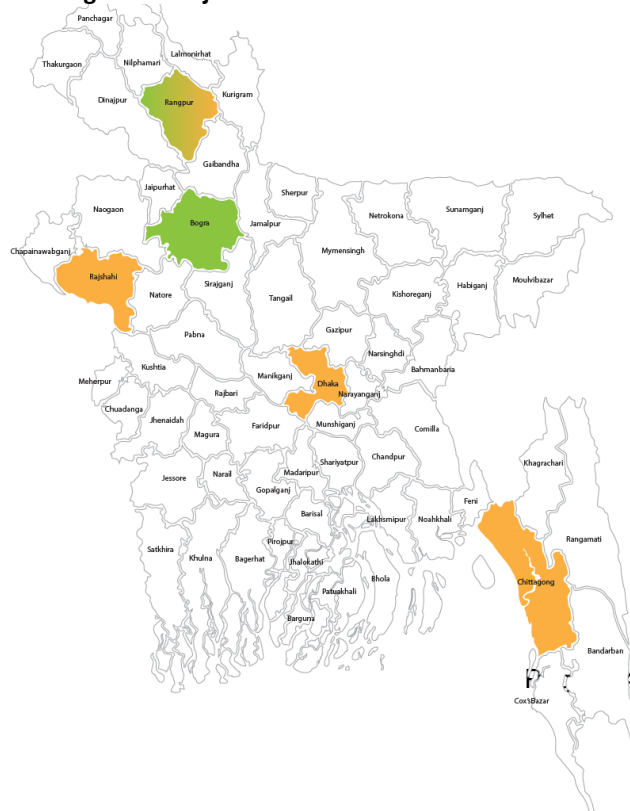 Panchagar
Lalmonirhat
Thakurgaon
Nilphamari
Dinajpur
Rangpur
Kurigram
Gaibandha
Jaipurhat
Sherpur
Naogaon
Bogra
Jamalpur
Netrokona
Sunamganj
Sylhet
Chapainawabganj
Mymensingh
Rajshahi
Natore
Sirajganj
Tangail
Kishoreganj
Habiganj
Moulvibazar
Gazipur
Pabna
Narsinghdi
Kushtia
Manikganj
Bahmanbaria
Meherpur
Dhaka
Rajbari
Narayanganj
Chuadanga
Jhenaidah
Magura
Faridpur
Munshiganj
Comilla
Shariyatpur
Chandpur
Khagrachari
Jessore
Narail
Madaripur
Gopalganj
Feni
Barisal
Lakhsmipur
Noahkhali
Rangamati
Satkhira
Khulna
Bagerhat
Pirojpur
Jhalokathi
Bhola
Chittagong
Patuakhali
Barguna
Bandarban
Cox'sBazar